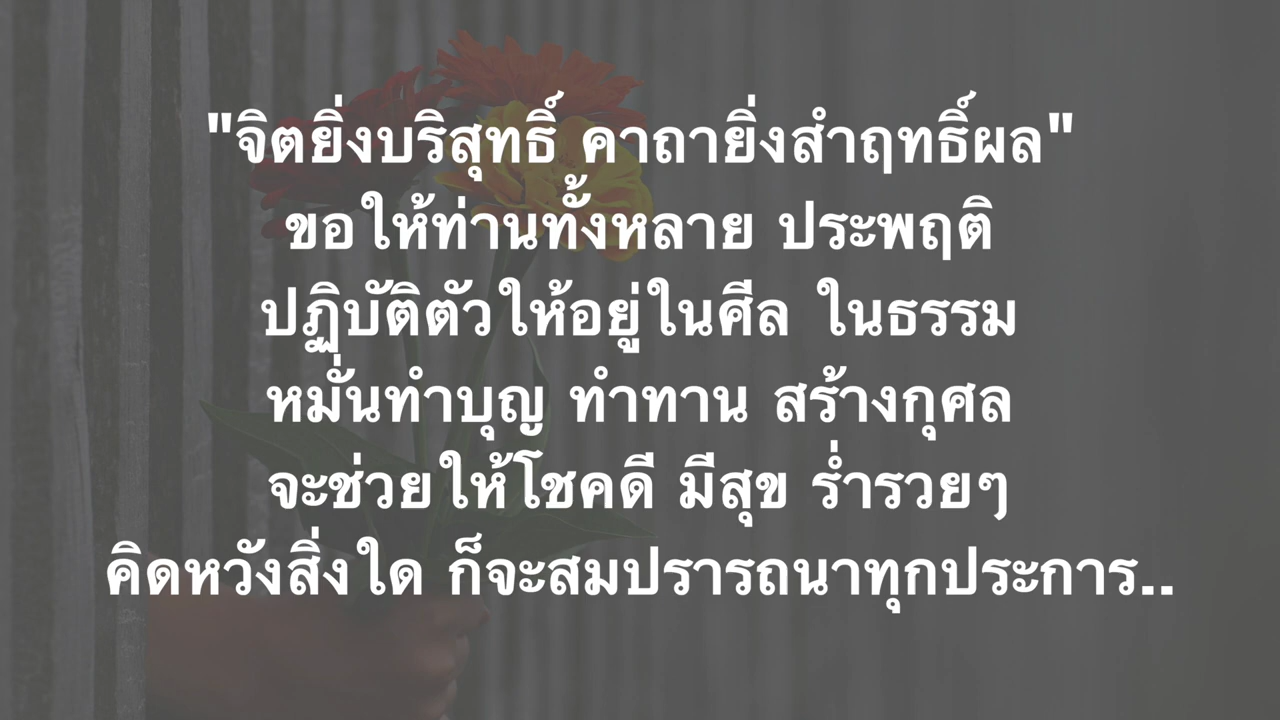 "จิตยิ่งบริสุทธิ์ คาถายิ่งสำฤทธิ์ผล"
ขอให้ท่านทั้งหลาย ประพฤติ
ปฏิบัติตัวให้อยู่ในศีล ในธรรม
หมั่นทำบุญ ทำทาน สร้างกุศล
จะช่วยให้โชคดี มีสุข ร่ำรวยๆ
คิดหวังสิ่งใด ก็จะสมปรารถนาทุกประการ..